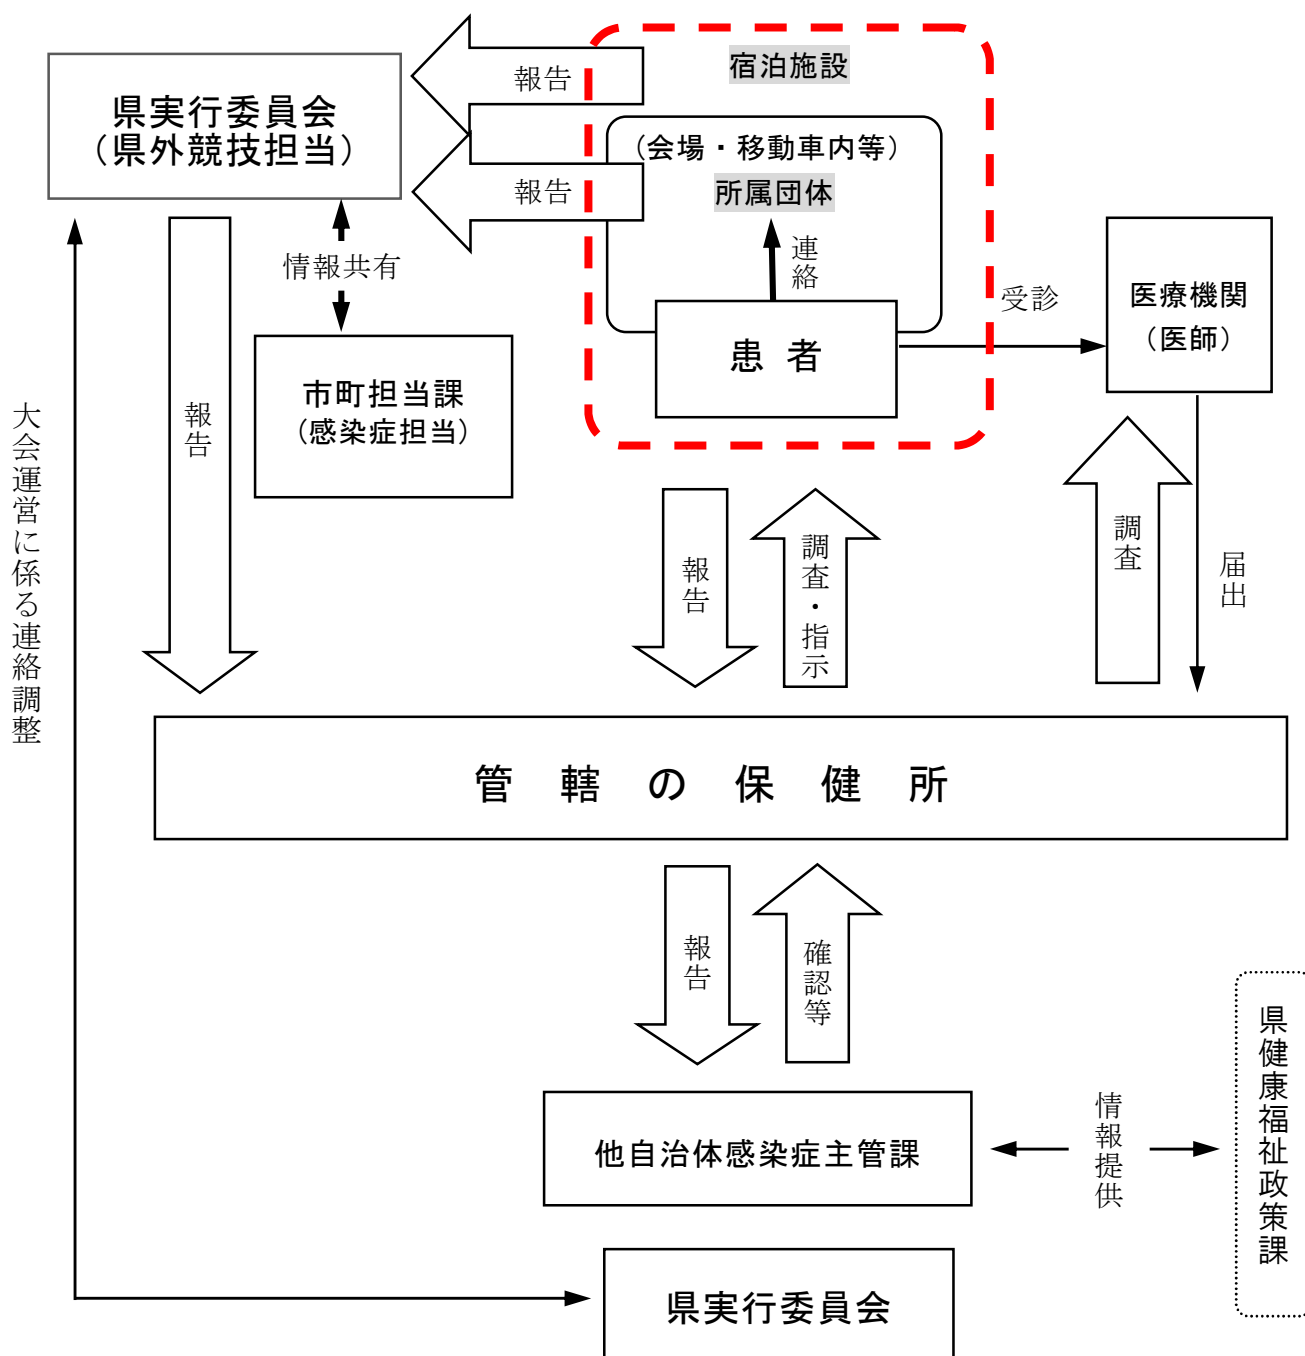 宿泊施設
報告
県実行委員会
（県外競技担当）
（会場・移動車内等）
報告
所属団体
連絡
情報共有
受診
医療機関
（医師）
患者
市町担当課
（感染症担当）
大会運営に係る連絡調整
報告
報告
調査・指示
調査
届出
管轄の保健所
報告
確認等
県健康福祉政策課
他自治体感染症主管課
情報提供
県実行委員会